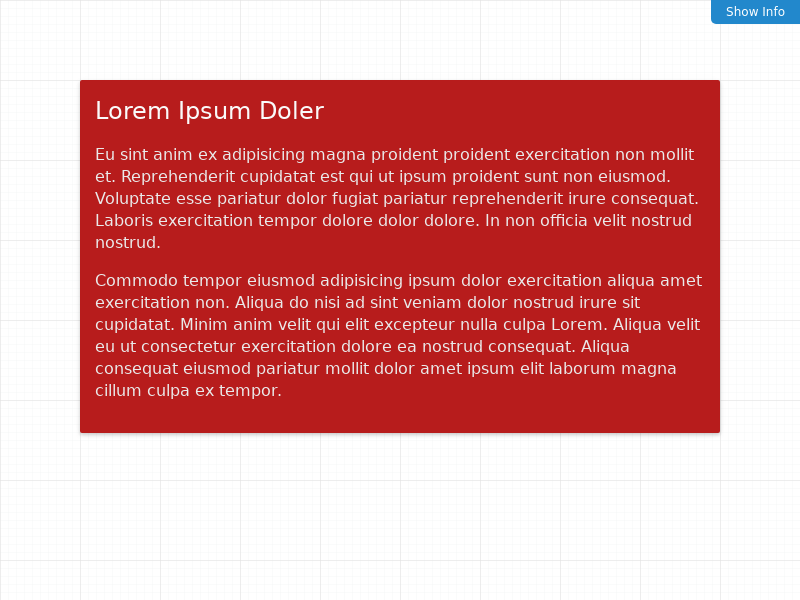 Show Info
Lorem Ipsum Doler
Eu sint anim ex adipisicing magna proident proident exercitation non mollit
et. Reprehenderit cupidatat est qui ut ipsum proident sunt non eiusmod.
Voluptate esse pariatur dolor fugiat pariatur reprehenderit irure consequat.
Laboris exercitation tempor dolore dolor dolore. In non officia velit nostrud
nostrud.
Commodo tempor eiusmod adipisicing ipsum dolor exercitation aliqua amet
exercitation non. Aliqua do nisi ad sint veniam dolor nostrud irure sit
cupidatat. Minim anim velit qui elit excepteur nulla culpa Lorem. Aliqua velit
eu ut consectetur exercitation dolore ea nostrud consequat. Aliqua
consequat eiusmod pariatur mollit dolor amet ipsum elit laborum magna
cillum culpa ex tempor.